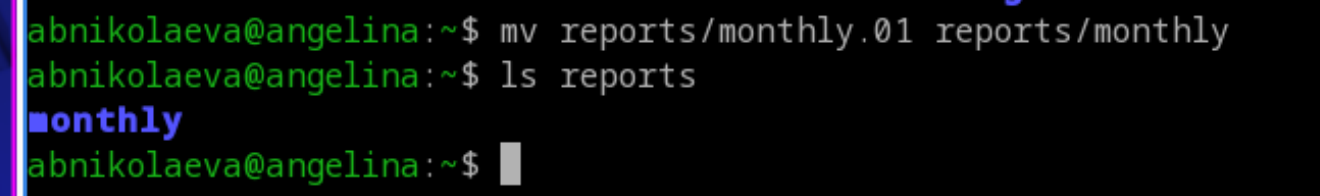 abnikolaeva@angelina:~$ mv reports/monthly.01 reports/monthly
abnikolaeva@angelina:~$ ls reports
monthly
abnikolaeva@angelina:~$